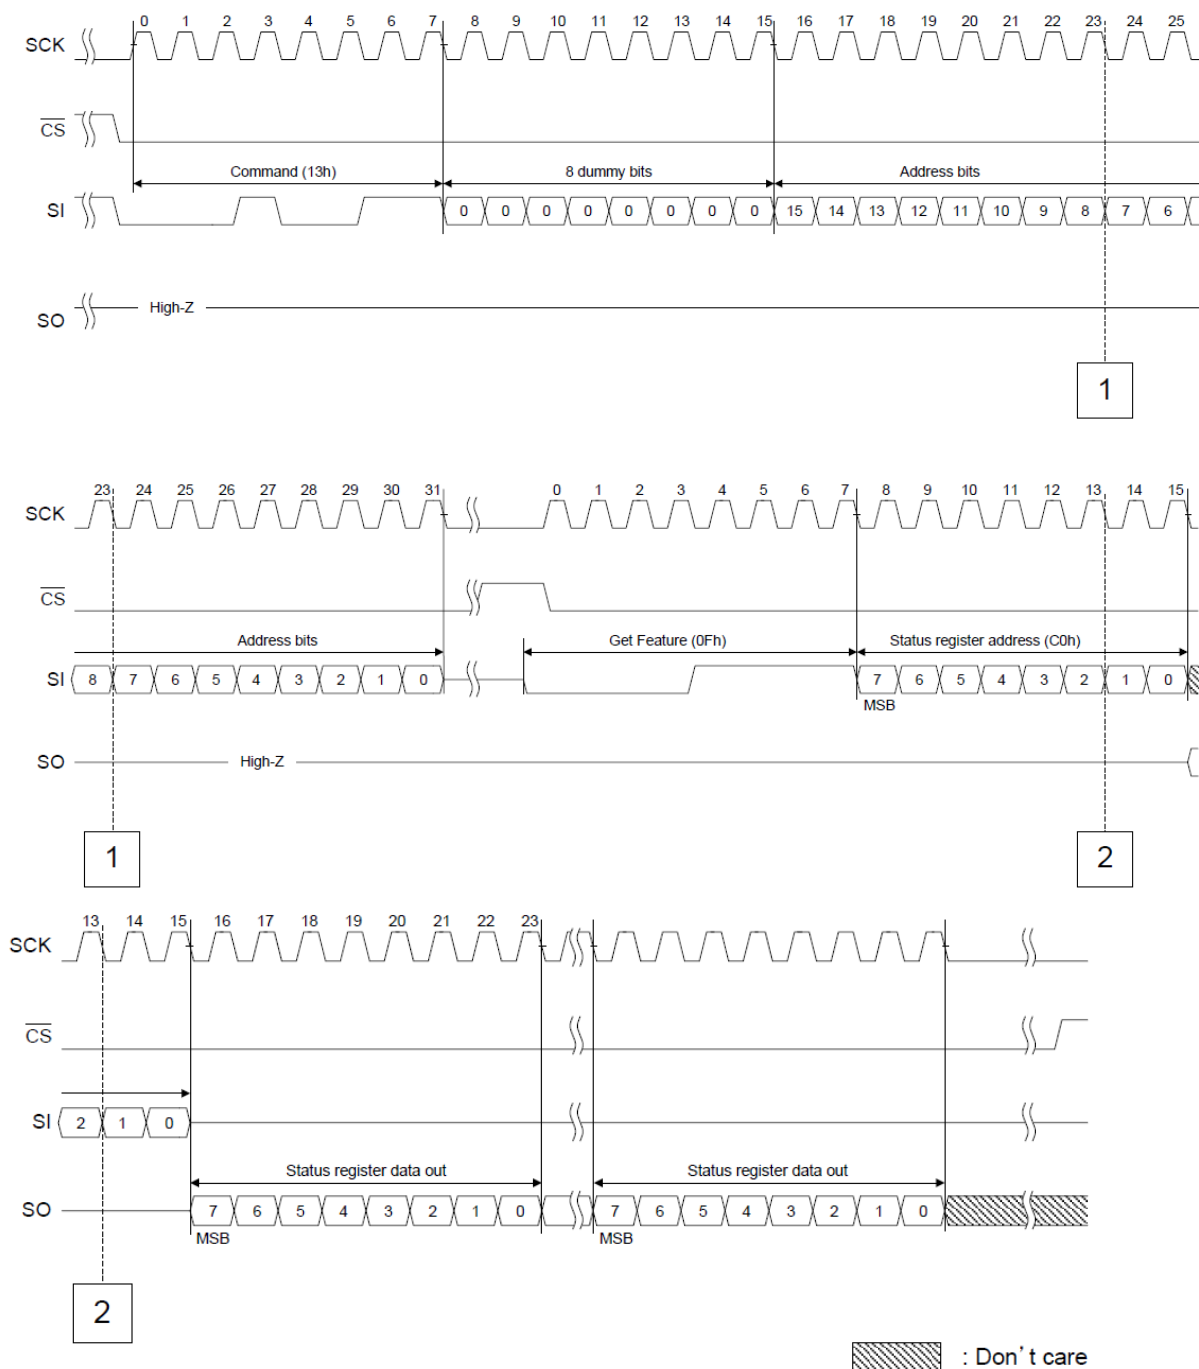 0 1 2 3 4 5 6 7 8 9 10 11 12 13 14 15 16 17 18 19 20 21 22 23 24 25
SCK
CS
Command (13h) 8 dummy bits Address bits
SI 0 0 0 0 0 0 0 0 15 14 13 12 11 10 9 8 7 6
SO High-Z
1
23 24 25 26 27 28 29 30 31 0 1 2 3 4 5 6 7 8 9 10 11 12 13 14 15
SCK
CS
Address bits Get Feature (0Fh) Status register address (C0h)
SI 8 7 6 5 4 3 2 1 0 7 6 5 4 3 2 1 0
MSB
SO High-Z
1 2
13 14 15 16 17 18 19 20 21 22 23
SCK
CS
SI 2 1 0
Status register data out Status register data out
SO 7 6 5 4 3 2 1 0 7 6 5 4 3 2 1 0
MSB MSB
2
: Don't care